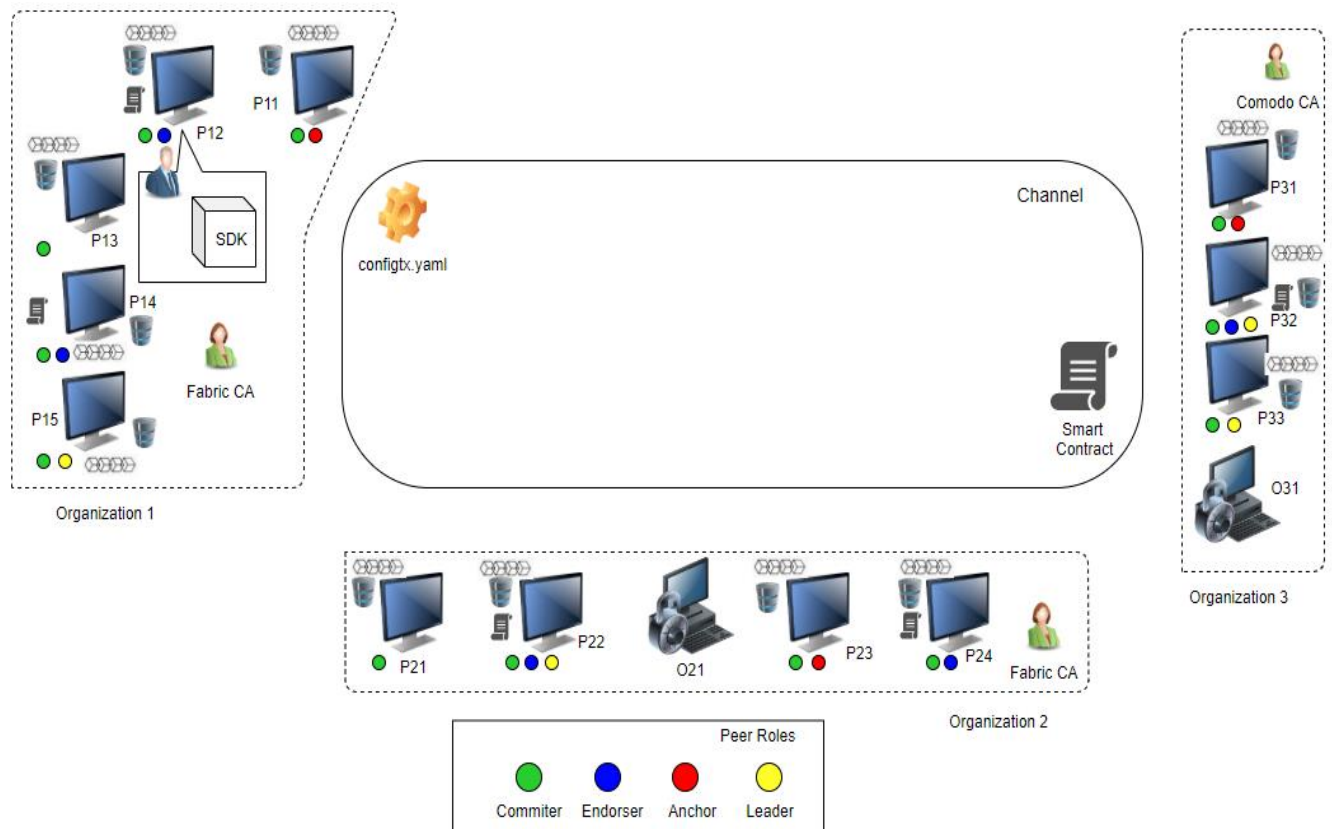 P12
P11
P13
SDK
P14
Fabric CA
P15
Organization 1
configtx.yaml
Channel
Smart
Contract
Comodo CA
P31
P32
P33
O31
Organization 3
P21
P22
O21
P23
P24
Fabric CA
Organization 2
Peer Roles
Commiter Endorser Anchor Leader